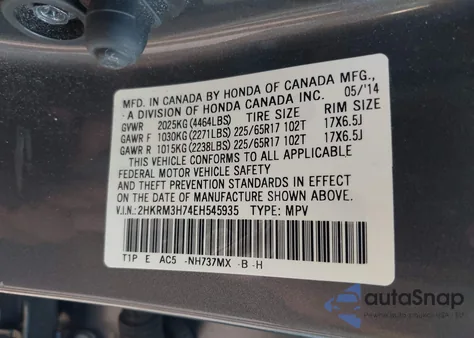 MFD. IN CANADA BY HONDA OF CANADA MFG.,
- A DIVISION OF HONDA CANADA INC. 05/'14
GVWR 2025KG (4464LBS) TIRE SIZE RIM SIZE
GAWR F 1030KG (2271LBS) 225/65R17 102T 17X6.5J
GAWR R 1015KG (2238LBS) 225/65R17 102T 17X6.5J
THIS VEHICLE CONFORMS TO ALL APPLICABLE
FEDERAL MOTOR VEHICLE SAFETY
AND THEFT PREVENTION STANDARDS IN EFFECT
ON THE DATE OF MANUFACTURE SHOWN ABOVE.
V.I.N.: 2HKRM3H74EH545935 TYPE: MPV
T1P E AC5 -NH737MX -B -H
autoSnap